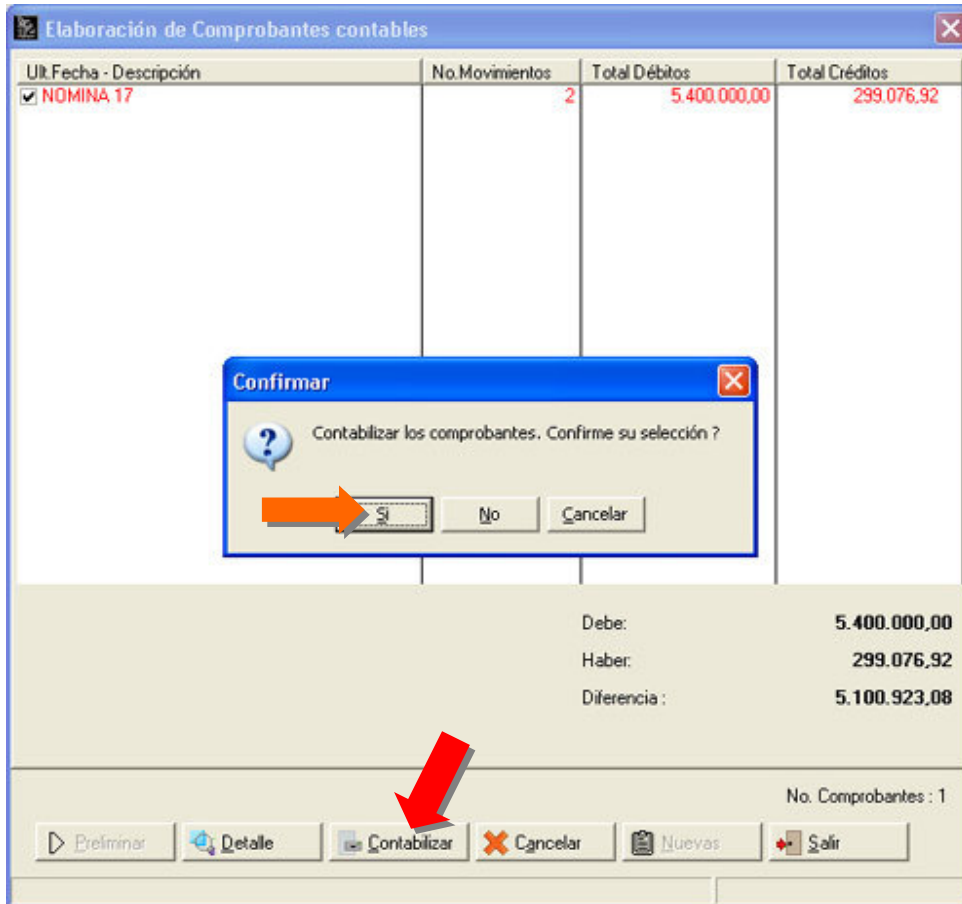 Elaboración de Comprobantes contables
Ult.Fecha - Descripción No.Movimientos Total Débitos Total Créditos
NOMINA 17 2 5.400.000,00 299.076,92
Confirmar
Contabilizar los comprobantes. Confirme su selección ?
Si No Cancelar
Debe: 5.400.000,00
Haber: 299.076,92
Diferencia : 5.100.923,08
No. Comprobantes : 1
Preliminar Detalle Contabilizar Cancelar Nuevas Salir